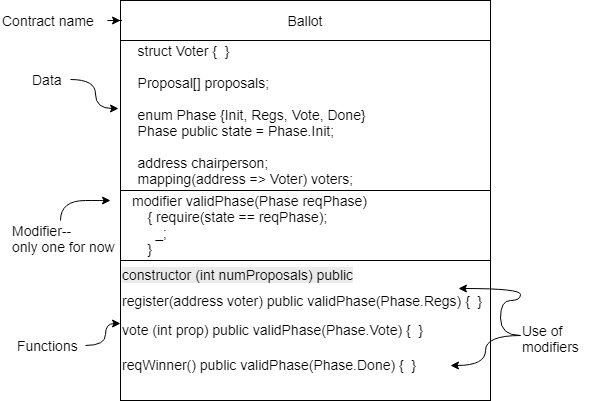 Contract name
Ballot
struct Voter { }
Proposal[] proposals;
Data
enum Phase {Init, Regs, Vote, Done}
Phase public state = Phase.Init;
address chairperson;
mapping(address => Voter) voters;
modifier validPhase(Phase reqPhase)
{ require(state == reqPhase);
_;
}
Modifier--
only one for now
constructor (int numProposals) public
register(address voter) public validPhase(Phase.Regs) { }
vote (int prop) public validPhase(Phase.Vote) { }
Functions
reqWinner() public validPhase(Phase.Done) { }
Use of
modifiers